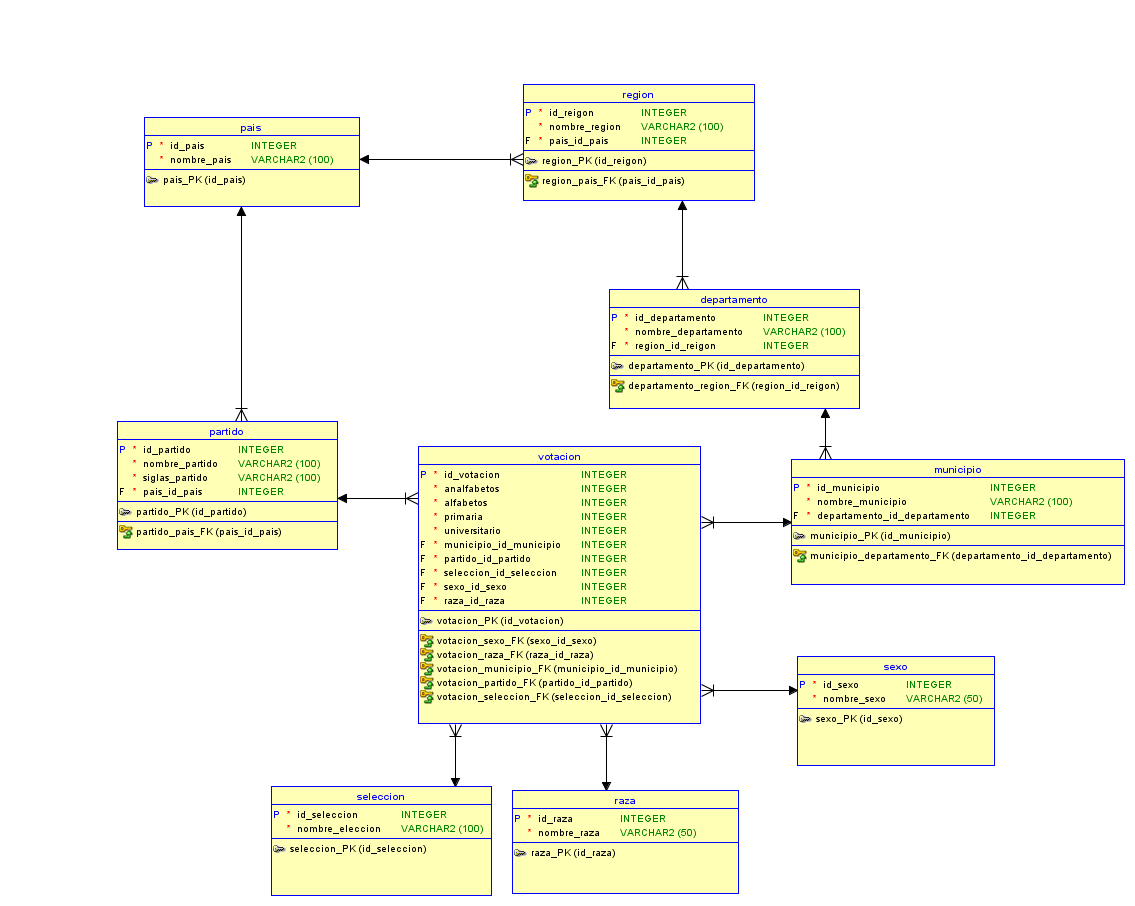 region
P * id_reigon INTEGER
* nombre_region VARCHAR2 (100)
F * pais_id_pais INTEGER
region_PK (id_reigon)
region_pais_FK (pais_id_pais)
pais
P * id_pais INTEGER
* nombre_pais VARCHAR2 (100)
pais_PK (id_pais)
departamento
P * id_departamento INTEGER
* nombre_departamento VARCHAR2 (100)
F * region_id_reigon INTEGER
departamento_PK (id_departamento)
departamento_region_FK (region_id_reigon)
partido
P * id_partido INTEGER
* nombre_partido VARCHAR2 (100)
* siglas_partido VARCHAR2 (100)
F * pais_id_pais INTEGER
partido_PK (id_partido)
partido_pais_FK (pais_id_pais)
votacion
P * id_votacion INTEGER
* analfabetos INTEGER
* alfabetos INTEGER
* primaria INTEGER
* universitario INTEGER
F * municipio_id_municipio INTEGER
F * partido_id_partido INTEGER
F * seleccion_id_seleccion INTEGER
F * sexo_id_sexo INTEGER
F * raza_id_raza INTEGER
votacion_PK (id_votacion)
votacion_sexo_FK (sexo_id_sexo)
votacion_raza_FK (raza_id_raza)
votacion_municipio_FK (municipio_id_municipio)
votacion_partido_FK (partido_id_partido)
votacion_seleccion_FK (seleccion_id_seleccion)
municipio
P * id_municipio INTEGER
* nombre_municipio VARCHAR2 (100)
F * departamento_id_departamento INTEGER
municipio_PK (id_municipio)
municipio_departamento_FK (departamento_id_departamento)
sexo
P * id_sexo INTEGER
* nombre_sexo VARCHAR2 (50)
sexo_PK (id_sexo)
seleccion
P * id_seleccion INTEGER
* nombre_eleccion VARCHAR2 (100)
seleccion_PK (id_seleccion)
raza
P * id_raza INTEGER
* nombre_raza VARCHAR2 (50)
raza_PK (id_raza)